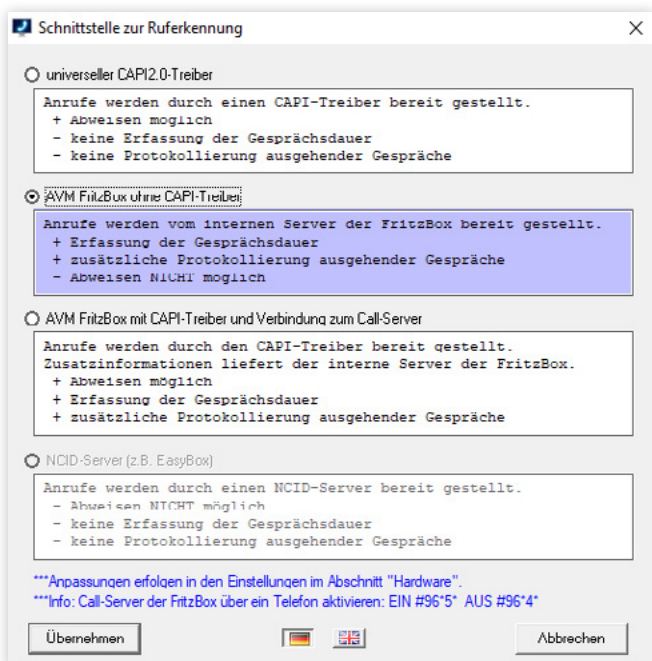 Schnittstelle zur Ruferkennung
universeller CAPI2.0-Treiber
Anrufe werden durch einen CAPI-Treiber bereit gestellt.
+ Abweisen möglich
- keine Erfassung der Gesprächsdauer
- keine Protokollierung ausgehender Gespräche
AVM FritzBox ohne CAPI-Treiber
Anrufe werden vom internen Server der FritzBox bereit gestellt.
+ Erfassung der Gesprächsdauer
+ zusätzliche Protokollierung ausgehender Gespräche
- Abweisen NICHT möglich
AVM FritzBox mit CAPI-Treiber und Verbindung zum Call-Server
Anrufe werden durch den CAPI-Treiber bereit gestellt.
Zusatzinformationen liefert der interne Server der FritzBox.
+ Abweisen möglich
+ Erfassung der Gesprächsdauer
+ zusätzliche Protokollierung ausgehender Gespräche
NCID-Server (z.B. EasyBox)
Anrufe werden durch einen NCID-Server bereit gestellt.
- Abweisen NICHT möglich
- keine Erfassung der Gesprächsdauer
- keine Protokollierung ausgehender Gespräche
***Anpassungen erfolgen in den Einstellungen im Abschnitt "Hardware".
***Info: Call-Server der FritzBox über ein Telefon aktivieren: EIN #96*5* AUS #96*4*
Übernehmen
Abbrechen